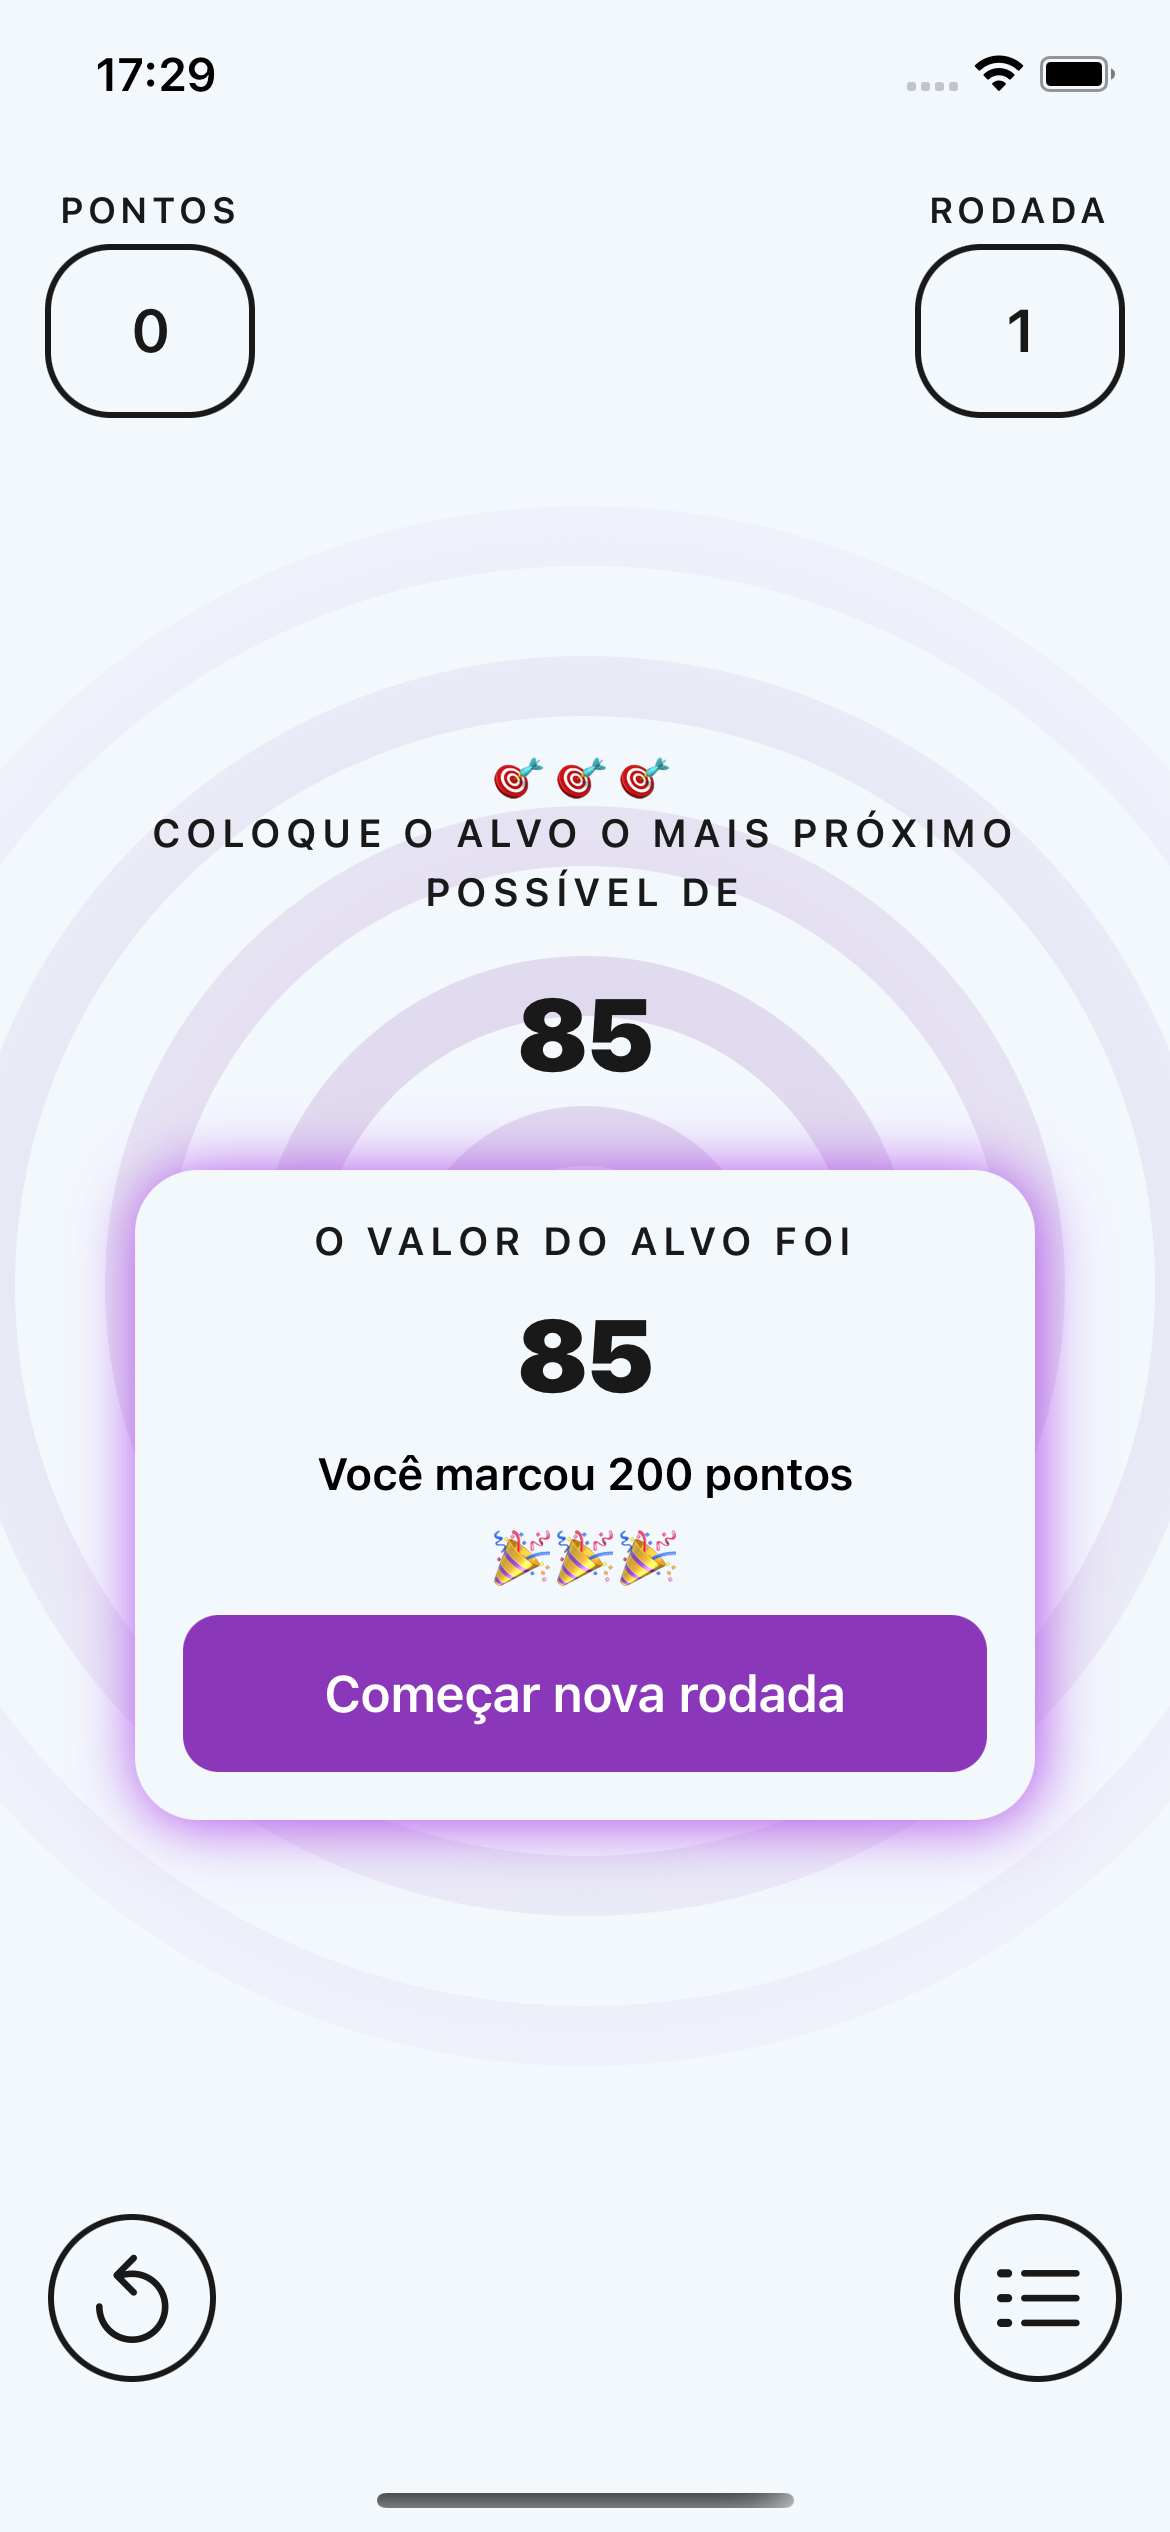 17:29
PONTOS
RODADA
0
1
🎯🎯🎯
COLOQUE O ALVO O MAIS PRÓXIMO
POSSÍVEL DE
85
O VALOR DO ALVO FOI
85
Você marcou 200 pontos
🎉🎉🎉
Começar nova rodada